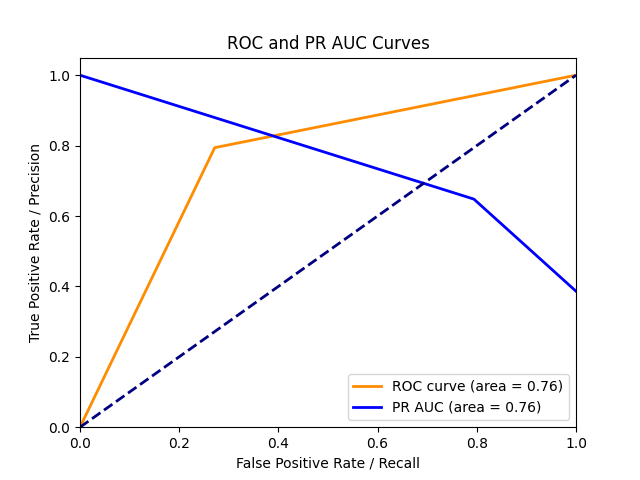 ROC and PR AUC Curves
True Positive Rate / Precision
1.0
0.8
0.6
0.4
0.2
0.0
0.0 0.2 0.4 0.6 0.8 1.0
False Positive Rate / Recall
ROC curve (area = 0.76)
PR AUC (area = 0.76)